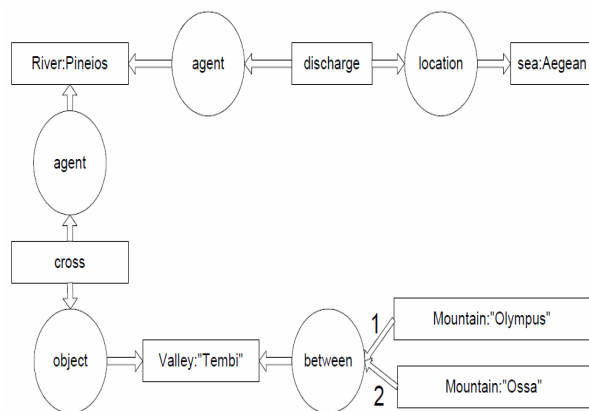 River:Pineios
agent
discharge
location
sea:Aegean
agent
cross
object
Valley:"Tembi"
between
1
Mountain:"Olympus"
2
Mountain:"Ossa"